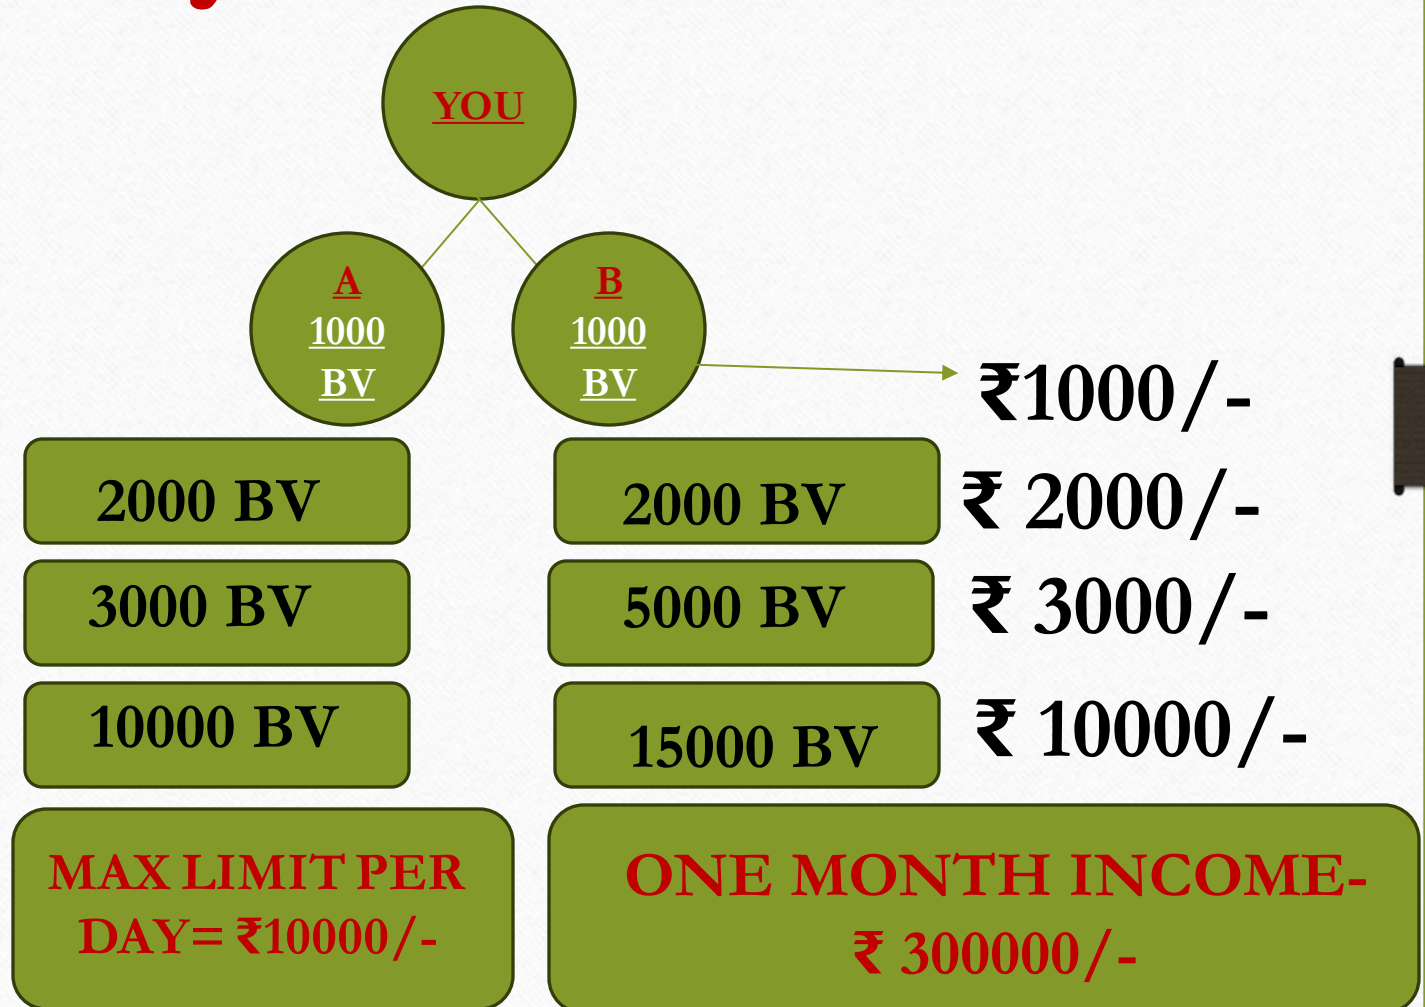 YOU
A
1000
BV
B
1000
BV
₹1000/-
2000 BV
2000 BV
₹ 2000/-
3000 BV
5000 BV
₹ 3000/-
10000 BV
15000 BV
₹ 10000/-
MAX LIMIT PER
DAY= ₹10000/-
ONE MONTH INCOME-
₹ 300000/-